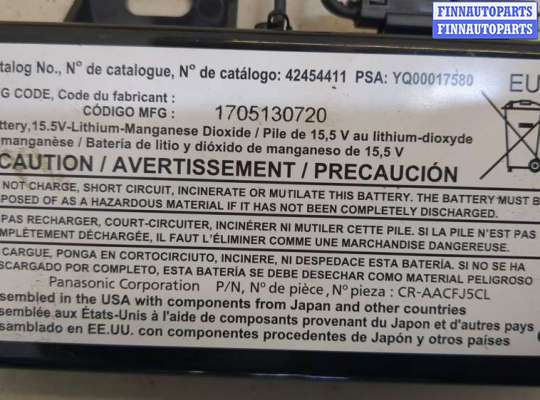 FINNAUTOPARTS
FINNAUTOPARTS
FINNAUTOPARTS
talog No., Nº de catalogue, Nº de catálogo: 42454411 PSA: YQ00017580
G CODE, Code du fabricant :
CÓDIGO MFG : 1705130720
EU
ttery,15.5V-Lithium-Manganese Dioxide / Pile de 15,5 V au lithium-dioxyde
manganèse / Batería de litio y dióxido de manganeso de 15,5 V
CAUTION / AVERTISSEMENT / PRECAUCIÓN
NOT CHARGE, SHORT CIRCUIT, INCINERATE OR MUTILATE THIS BATTERY. THE BATTERY MUST B
POSED OF AS A HAZARDOUS MATERIAL IF IT HAS NOT BEEN COMPLETELY DISCHARGED.
PAS RECHARGER, COURT-CIRCUITER, INCINÉRER NI MUTILER CETTE PILE. SI LA PILE N'EST PAS
MPLÈTEMENT DÉCHARGÉE, IL FAUT L'ÉLIMINER COMME UNE MARCHANDISE DANGEREUSE.
CARGUE, PONGA EN CORTOCIRCUITO, INCINERE, NI DESPEDACE ESTA BATERÍA. SI NO SE HA
SCARGADO POR COMPLETO, ESTA BATERÍA SE DEBE DESECHAR COMO MATERIAL PELIGROSO
Panasonic Corporation P/N, Nº de pièce, Nº pieza : CR-AACFJ5CL
sembled in the USA with components from Japan and other countries
semblée aux États-Unis à l'aide de composants provenant du Japon et d'autres pays
samblado en EE.UU. con componentes procedentes de Japón y otros países